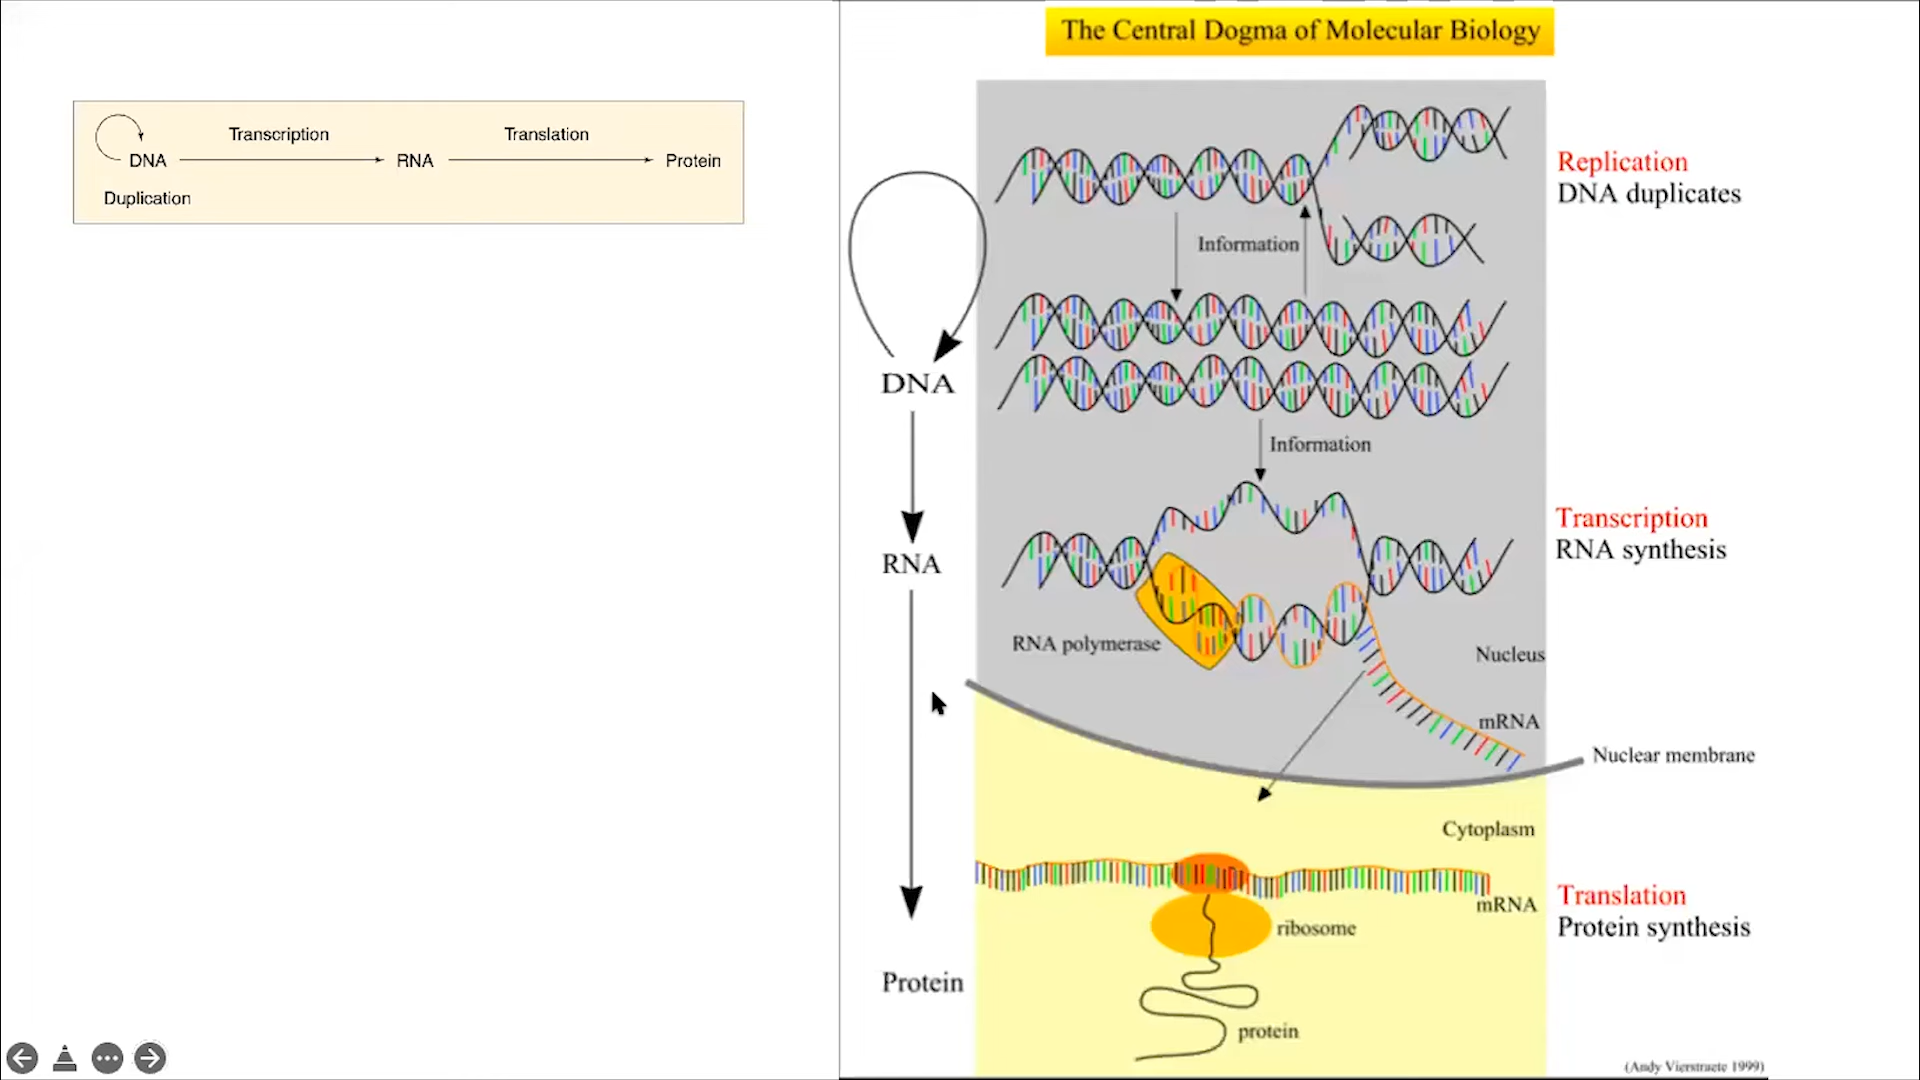 The Central Dogma of Molecular Biology
Transcription
Translation
DNA
RNA
Protein
Duplication
Replication
DNA duplicates
Information
DNA
Information
Transcription
RNA synthesis
RNA
RNA polymerase
Nucleus
mRNA
Nuclear membrane
Cytoplasm
mRNA
Translation
Protein synthesis
ribosome
Protein
protein
(Andy Vierstraete 1999)